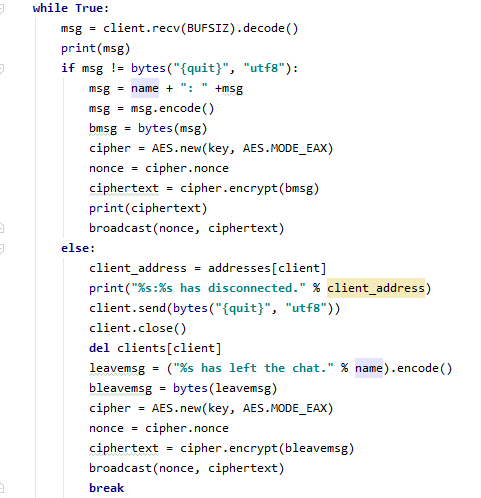 while True:
    msg = client.recv(BUFSIZ).decode()
    print(msg)
    if msg != bytes("{quit}", "utf8"):
        msg = name + ": " +msg
        msg = msg.encode()
        bmsg = bytes(msg)
        cipher = AES.new(key, AES.MODE_EAX)
        nonce = cipher.nonce
        ciphertext = cipher.encrypt(bmsg)
        print(ciphertext)
        broadcast(nonce, ciphertext)
    else:
        client_address = addresses[client]
        print("%s:%s has disconnected." % client_address)
        client.send(bytes("{quit}", "utf8"))
        client.close()
        del clients[client]
        leavemsg = ("%s has left the chat." % name).encode()
        bleavemsg = bytes(leavemsg)
        cipher = AES.new(key, AES.MODE_EAX)
        nonce = cipher.nonce
        ciphertext = cipher.encrypt(bleavemsg)
        broadcast(nonce, ciphertext)
        break